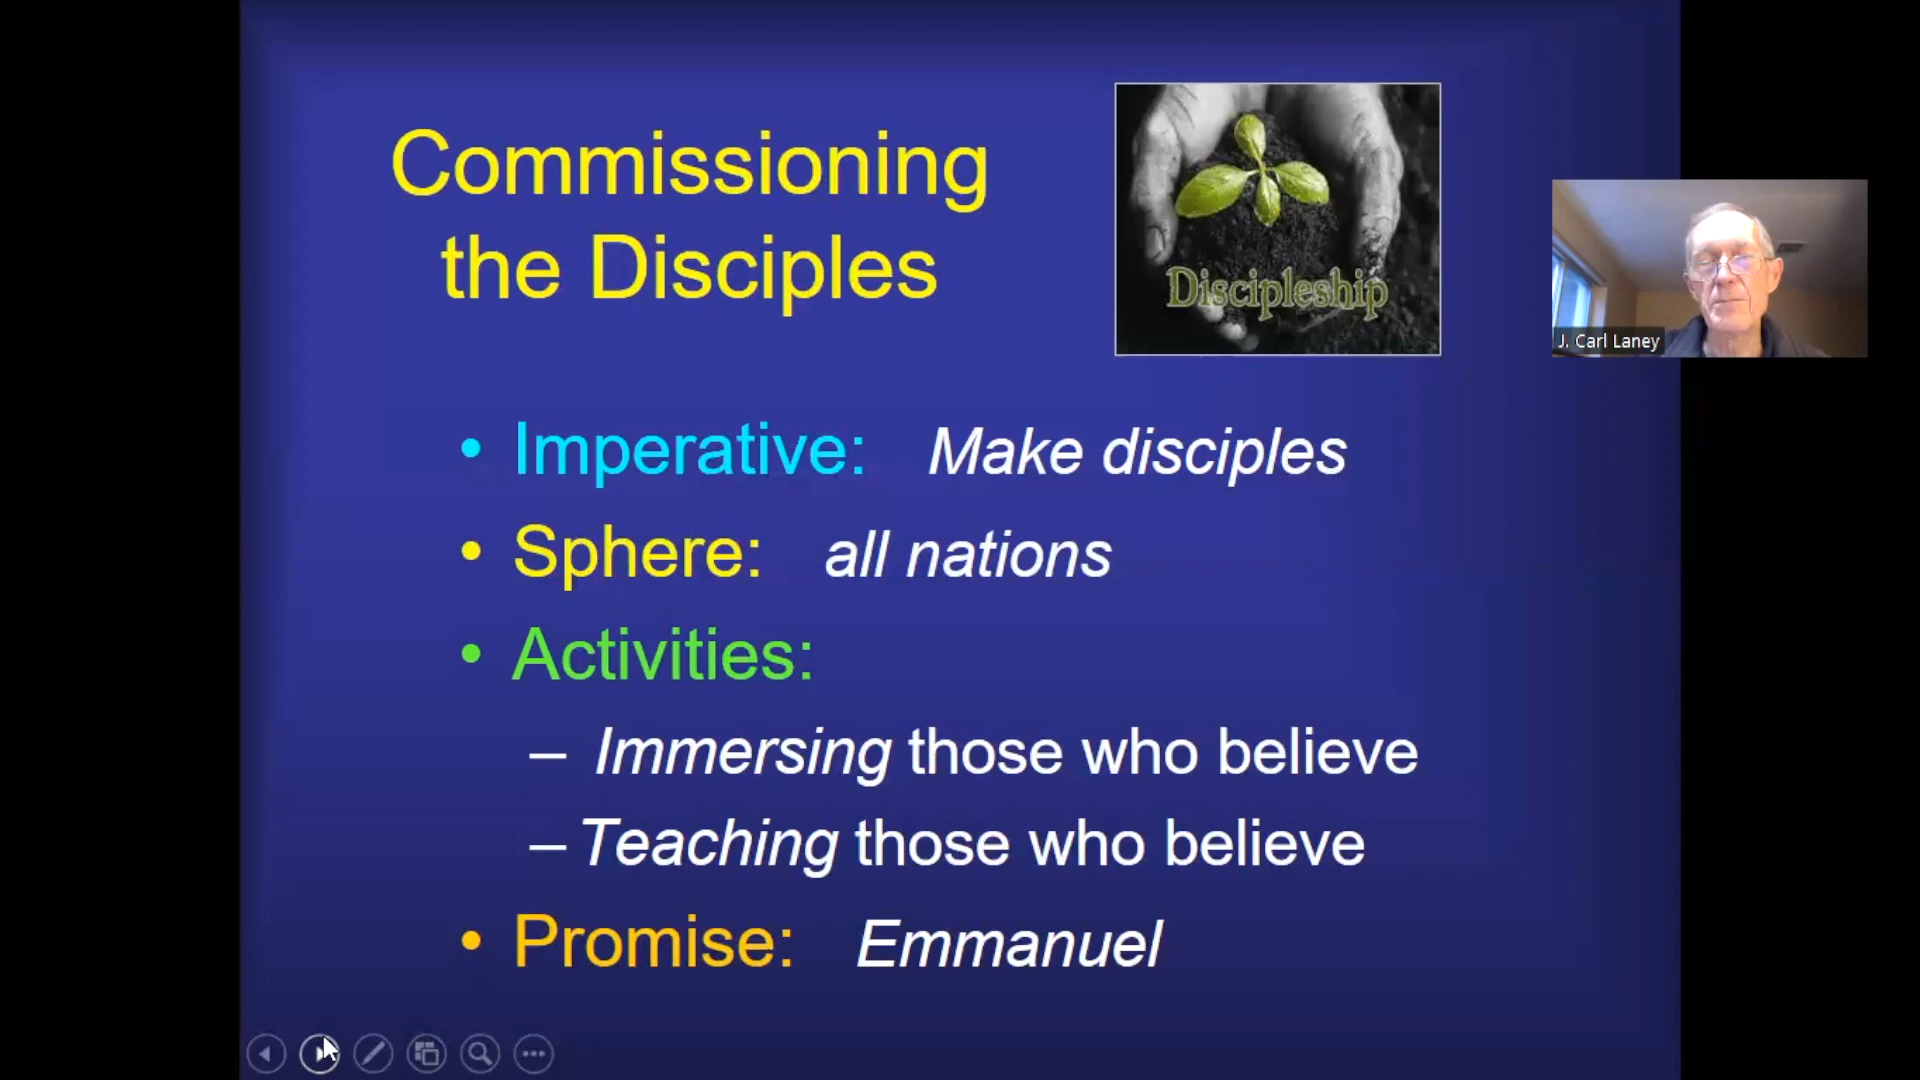 Commissioning
the Disciples
Discipleship
J. Carl Laney
• Imperative: Make disciples
• Sphere: all nations
• Activities:
– Immersing those who believe
– Teaching those who believe
• Promise: Emmanuel